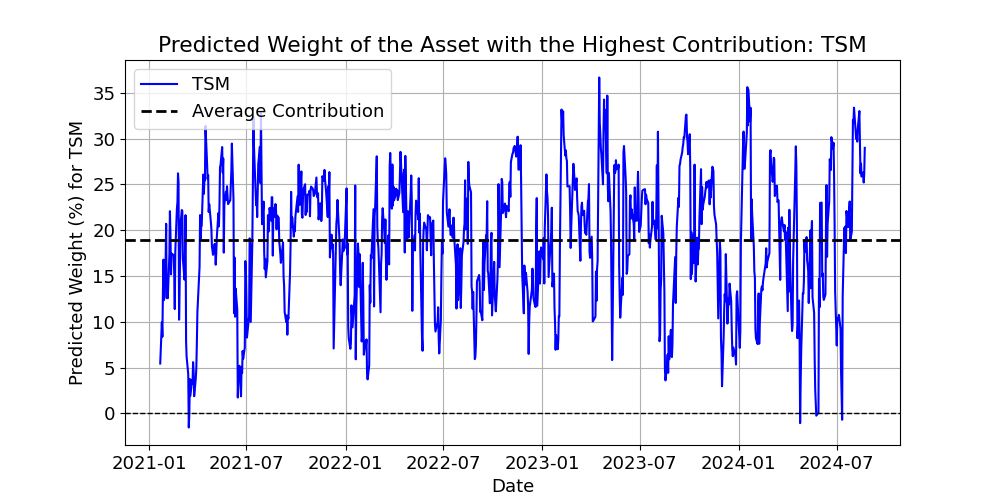 Predicted Weight of the Asset with the Highest Contribution: TSM
TSM
Average Contribution
Predicted Weight (%) for TSM
35
30
25
20
15
10
5
0
2021-01 2021-07 2022-01 2022-07 2023-01 2023-07 2024-01 2024-07
Date